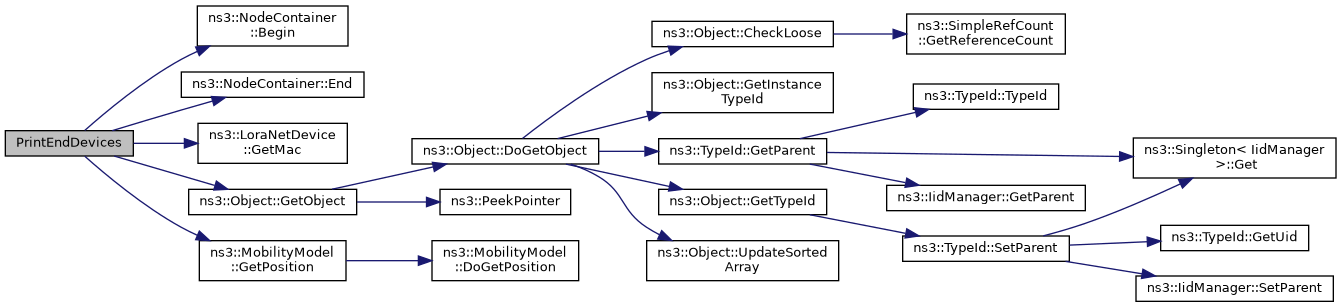 PrintEndDevices
ns3::NodeContainer
::Begin
ns3::NodeContainer::End
ns3::LoraNetDevice
::GetMac
ns3::Object::GetObject
ns3::MobilityModel
::GetPosition
ns3::Object::DoGetObject
ns3::PeekPointer
ns3::MobilityModel
::DoGetPosition
ns3::Object::CheckLoose
ns3::Object::GetInstance
TypeId
ns3::TypeId::GetParent
ns3::Object::GetTypeId
ns3::Object::UpdateSorted
Array
ns3::SimpleRefCount
::GetReferenceCount
ns3::TypeId::TypeId
ns3::IidManager::GetParent
ns3::TypeId::SetParent
ns3::Singleton< IidManager
>::Get
ns3::TypeId::GetUid
ns3::IidManager::SetParent